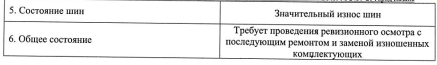 5. Состояние шин
Значительный износ шин
6. Общее состояние
Требует проведения ревизионного осмотра с
последующим ремонтом и заменой изношенных
комплектующих